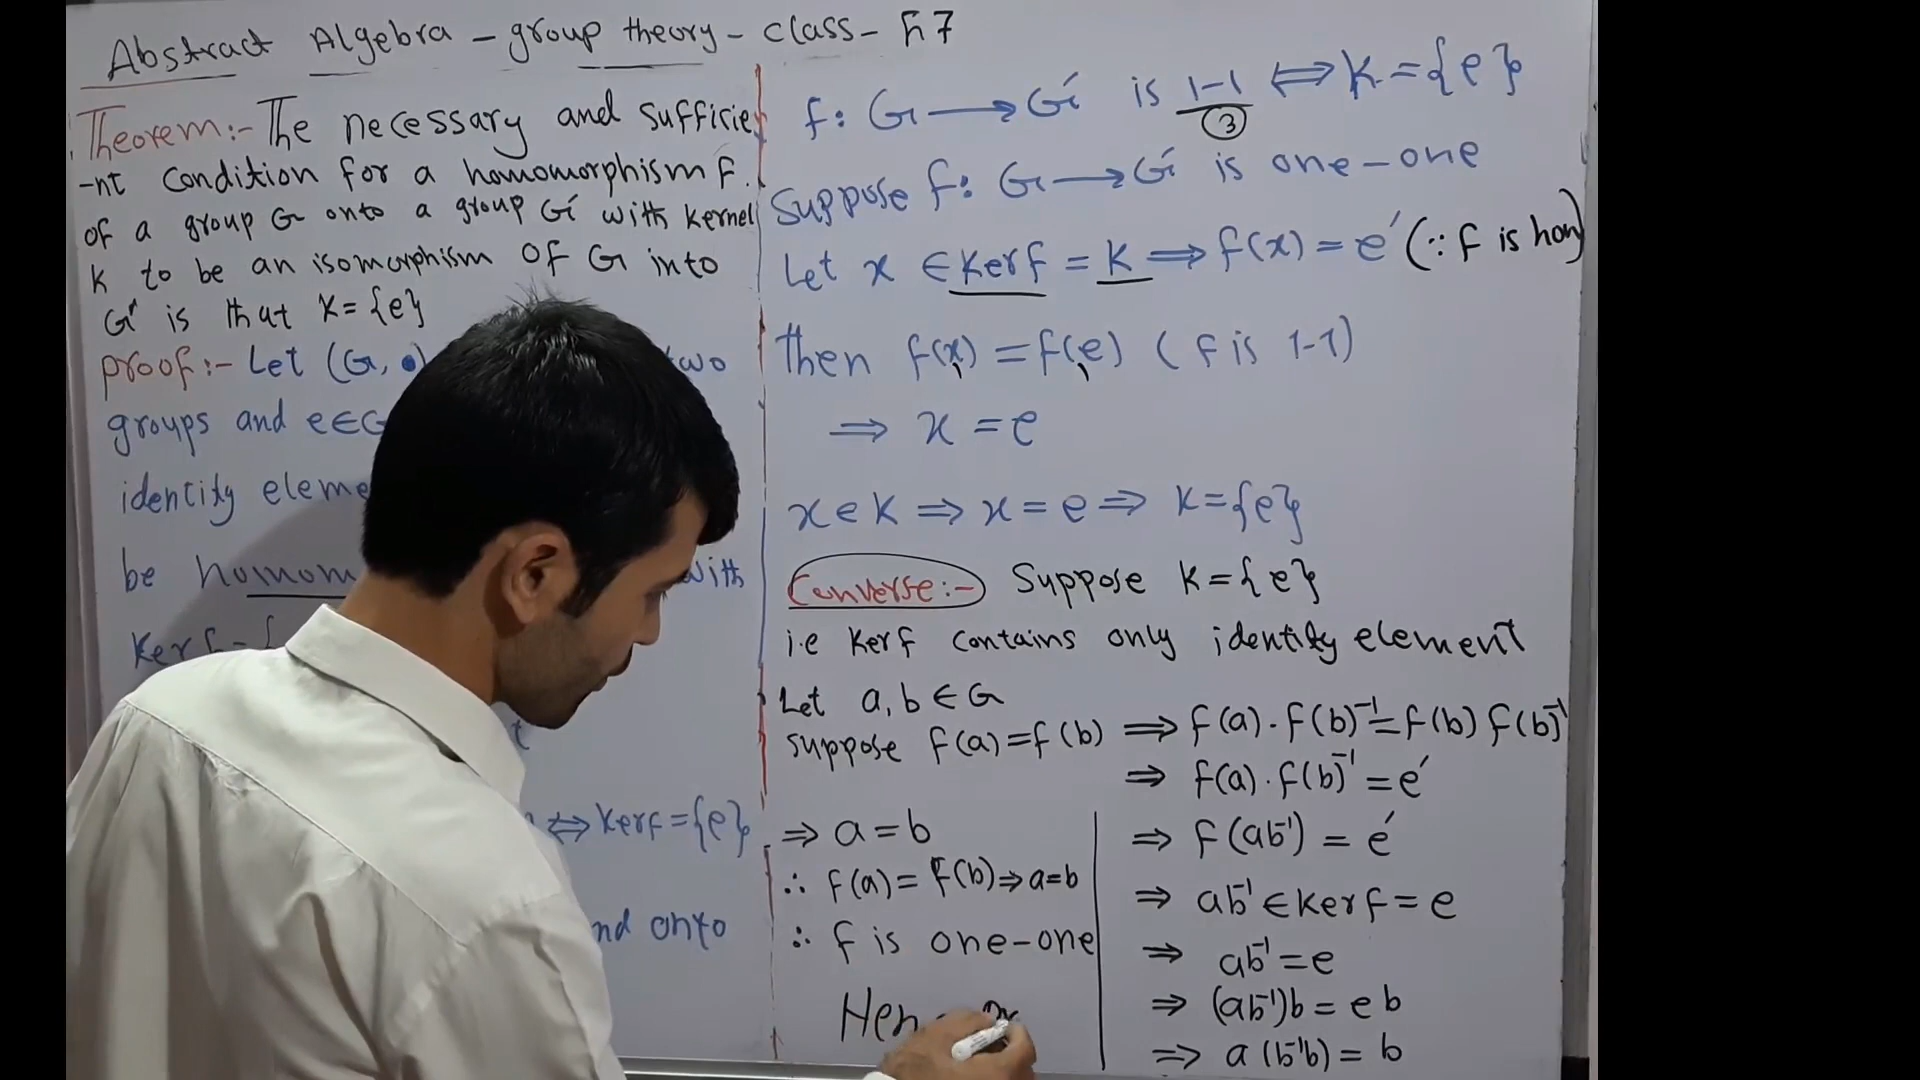 Abstract Algebra - group theory - class - 57
Theorem:- The necessary and sufficie
-nt condition for a homomorphism f.
of a group G onto a group G' with kernel
K to be an isomorphism of G into
G' is that K={e}
proof:- Let (G, •) two
groups and e∈G
identity eleme
be homom with
kerf = {
⇔ kerf={e}
nd onto
f: G ⟶ G' is 1-1 ⇔ K={e}
③
Suppose f: G ⟶ G' is one-one
Let x ∈ kerf = K ⟹ f(x) = e' (∵ f is hom)
then f(x) = f(e) ( f is 1-1)
⟹ x = e
x∈K ⟹ x = e ⟹ K={e}
Converse:- Suppose K={e}
i.e kerf contains only identity element
Let a, b ∈ G
suppose f(a)=f(b) ⟹ f(a)·f(b)⁻¹=f(b) f(b)⁻¹
⟹ f(a)·f(b)⁻¹=e'
⟹ f(ab⁻¹) = e'
⟹ ab⁻¹∈kerf=e
⟹ ab⁻¹=e
⟹ (ab⁻¹)b = eb
⟹ a(b⁻¹b) = b
⟹ a=b
∴ f(a)= f(b)⇒a=b
∴ f is one-one
Hen